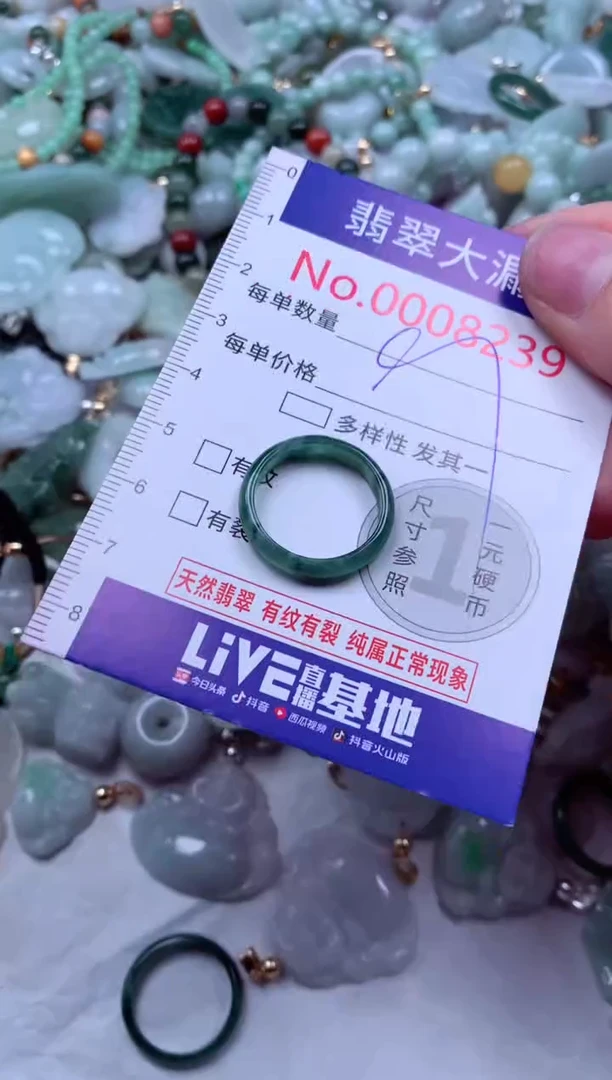 0
1
2
3
4
5
6
7
8
翡翠大漏
No.0008239
每单数量
每单价格
多样性 发其一
有纹
有裂
尺寸参照
1
一元硬币
天然翡翠 有纹有裂 纯属正常现象
LiVE直播基地
今日头条 抖音 西瓜视频 抖音火山版